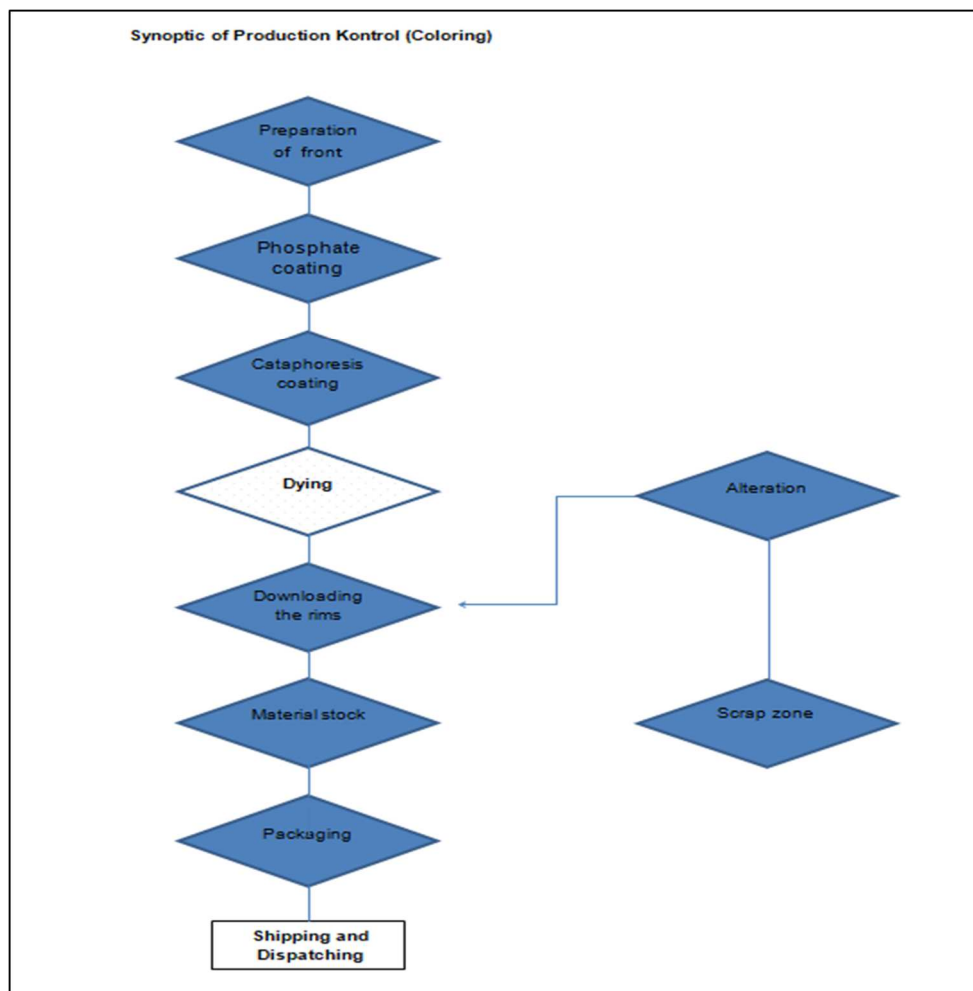 Synoptic of Production Kontrol (Coloring)
Preparation
of front
Phosphate
coating
Cataphoresis
coating
Dying
Downloading
the rims
Material stock
Packaging
Shipping and
Dispatching
Alteration
Scrap zone